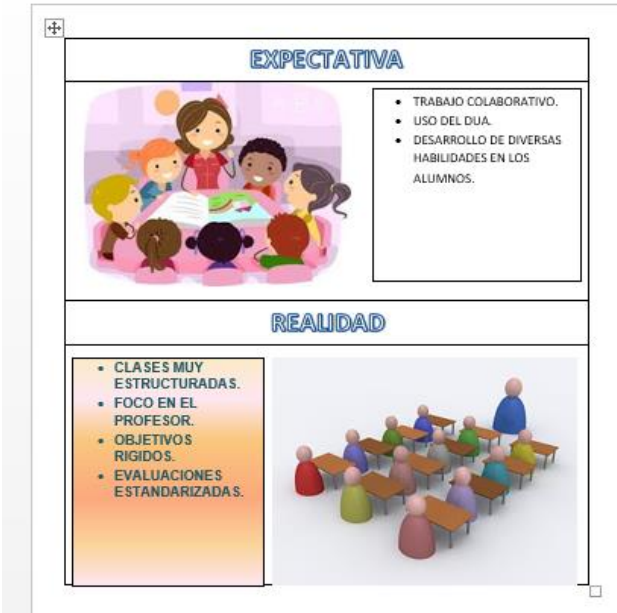 EXPECTATIVA
• TRABAJO COLABORATIVO.
• USO DEL DUA.
• DESARROLLO DE DIVERSAS
HABILIDADES EN LOS
ALUMNOS.
REALIDAD
• CLASES MUY
ESTRUCTURADAS.
• FOCO EN EL
PROFESOR.
• OBJETIVOS
RIGIDOS.
• EVALUACIONES
ESTANDARIZADAS.